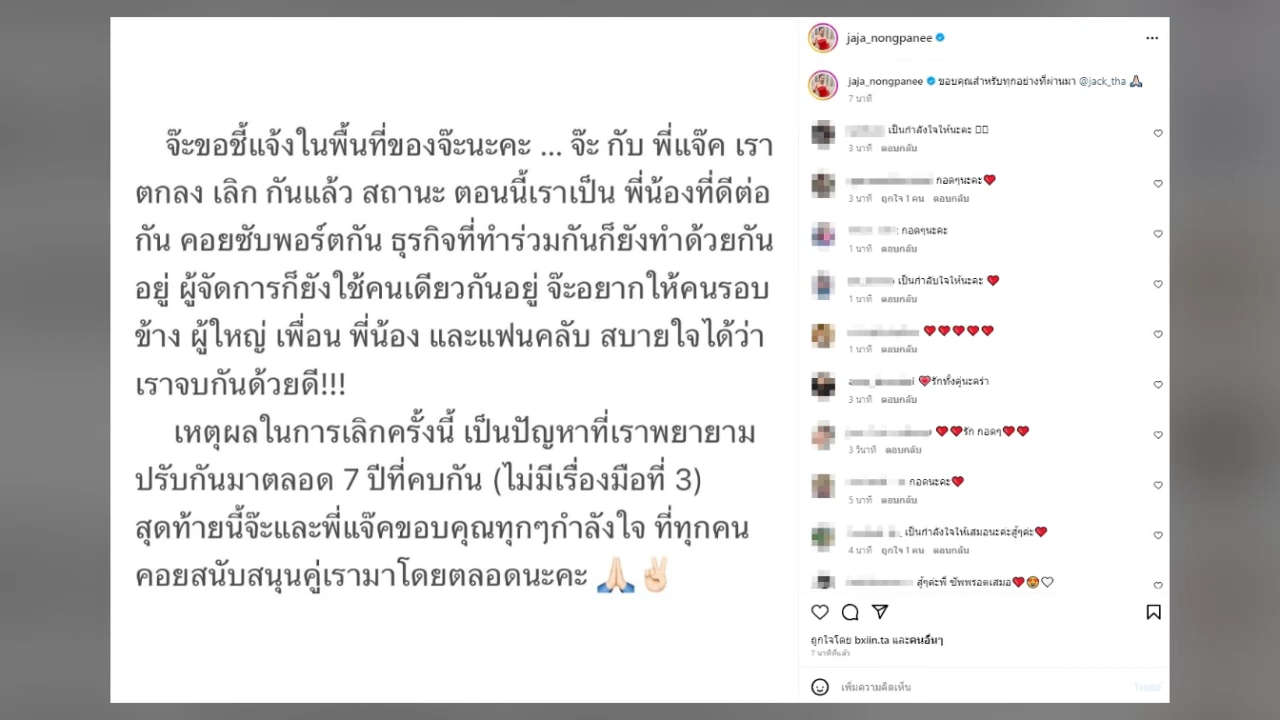 จ๊ะขอชี้แจ้งในพื้นที่ของจ๊ะนะคะ ... จ๊ะ กับ พี่แจ๊ค เรา
ตกลง เลิก กันแล้ว สถานะ ตอนนี้เราเป็น พี่น้องที่ดีต่อ
กัน คอยซับพอร์ตกัน ธุรกิจที่ทำร่วมกันก็ยังทำด้วยกัน
อยู่ ผู้จัดการก็ยังใช้คนเดียวกันอยู่ จ๊ะอยากให้คนรอบ
ข้าง ผู้ใหญ่ เพื่อน พี่น้อง และแฟนคลับ สบายใจได้ว่า
เราจบกันด้วยดี!!!
เหตุผลในการเลิกครั้งนี้ เป็นปัญหาที่เราพยายาม
ปรับกันมาตลอด 7 ปีที่คบกัน (ไม่มีเรื่องมือที่ 3)
สุดท้ายนี้จ๊ะและพี่แจ๊คขอบคุณทุกๆกำลังใจ ที่ทุกคน
คอยสนับสนุนคู่เรามาโดยตลอดนะคะ 🙏🏻✌🏻
jaja_nongpanee
jaja_nongpanee ขอบคุณสำหรับทุกอย่างที่ผ่านมา @jack_tha 🙏🏻
7 นาที
เป็นกำลังใจให้นะคะ
3 นาที ตอบกลับ
กอดๆนะคะ❤️
3 นาที ถูกใจ 1 คน ตอบกลับ
กอดๆนะคะ
1 นาที ตอบกลับ
เป็นกำลับใจให้นะคะ ❤️
1 นาที ตอบกลับ
❤️❤️❤️❤️❤️
1 นาที ตอบกลับ
รักทั้งคู่นะคร่า
3 นาที ตอบกลับ
❤️❤️รัก กอดๆ❤️❤️
3 วินาที ตอบกลับ
กอดนะคะ❤️
5 นาที ตอบกลับ
เป็นกำลังใจให้เสมอนะค่ะสู้ๆค่ะ❤️
4 นาที ถูกใจ 1 คน ตอบกลับ
สู้ๆค่ะพี่ ซัพพรอตเสมอ❤️😍🤍
ถูกใจโดย bxiin.ta และคนอื่นๆ
7 นาทีที่แล้ว
เพิ่มความคิดเห็น